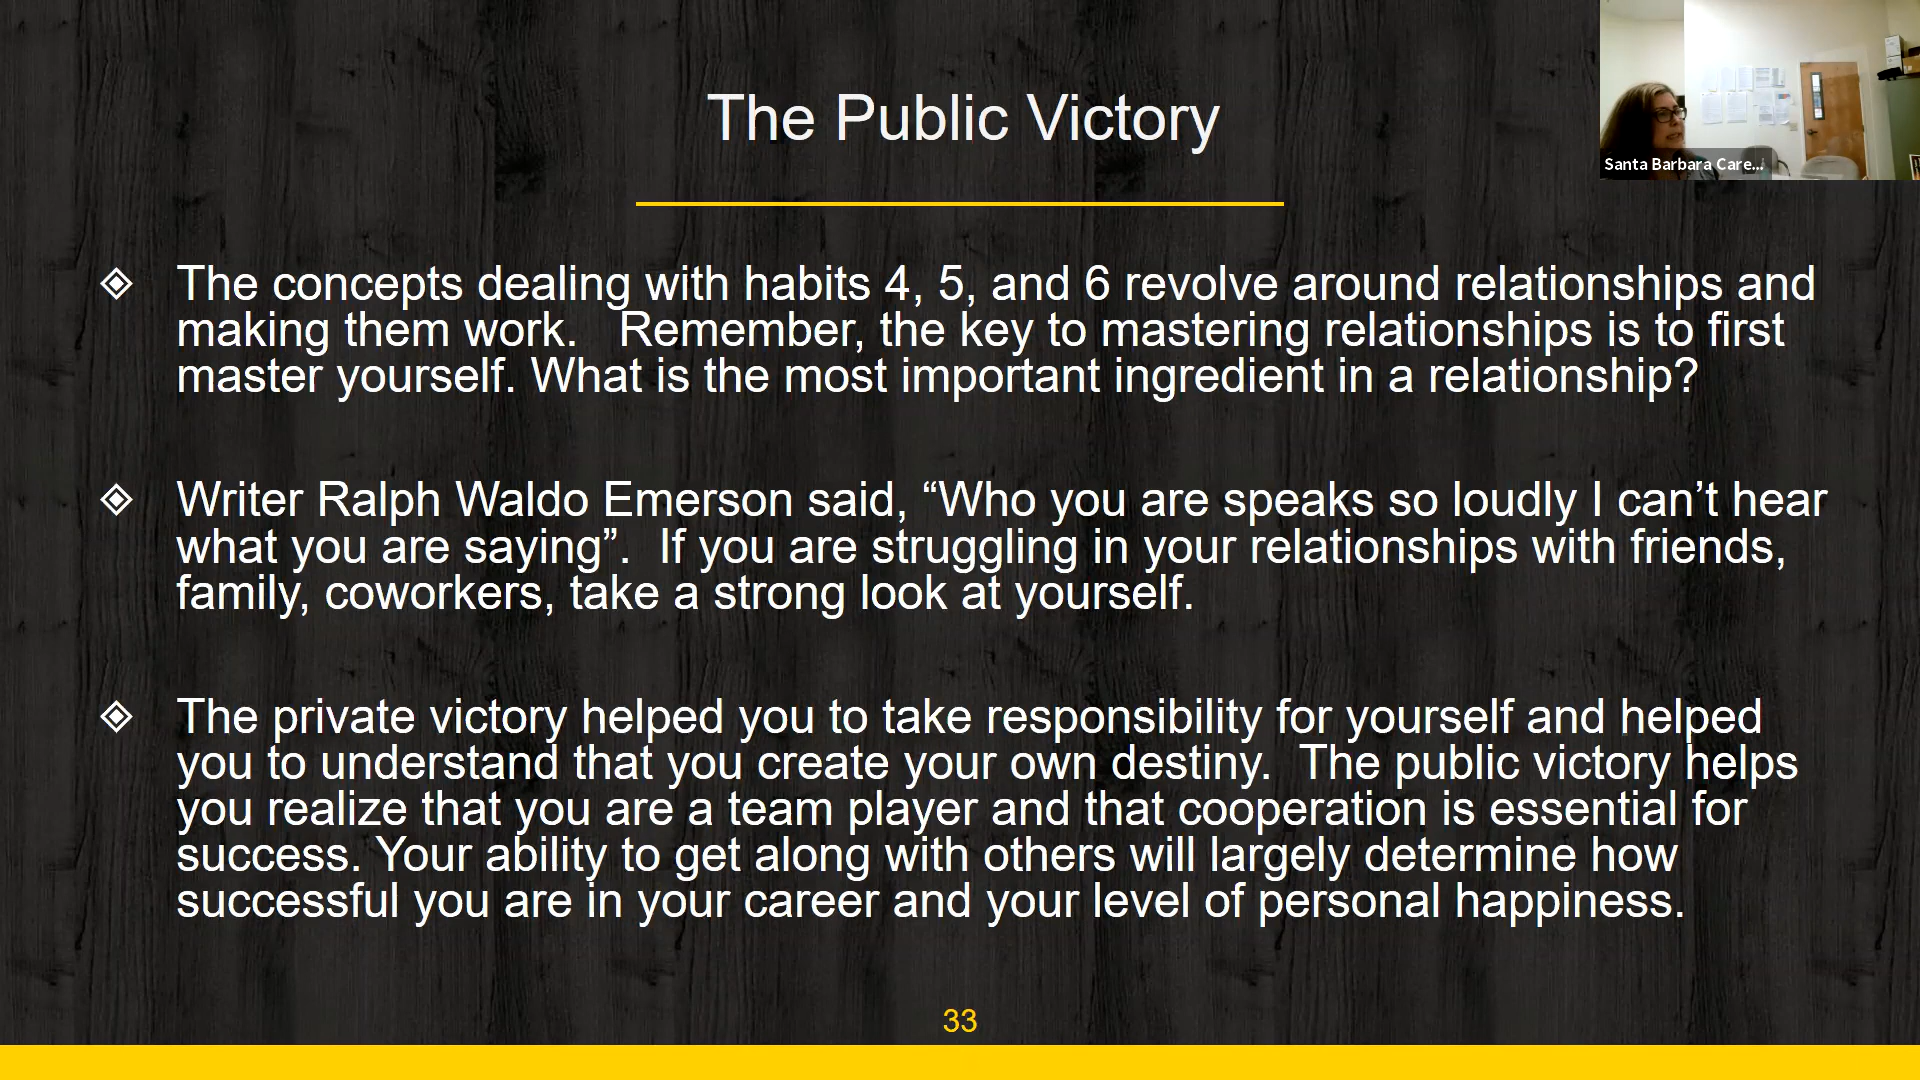 The Public Victory
Santa Barbara Care...
The concepts dealing with habits 4, 5, and 6 revolve around relationships and
making them work.   Remember, the key to mastering relationships is to first
master yourself. What is the most important ingredient in a relationship?
Writer Ralph Waldo Emerson said, “Who you are speaks so loudly I can’t hear
what you are saying”.  If you are struggling in your relationships with friends,
family, coworkers, take a strong look at yourself.
The private victory helped you to take responsibility for yourself and helped
you to understand that you create your own destiny.  The public victory helps
you realize that you are a team player and that cooperation is essential for
success. Your ability to get along with others will largely determine how
successful you are in your career and your level of personal happiness.
33